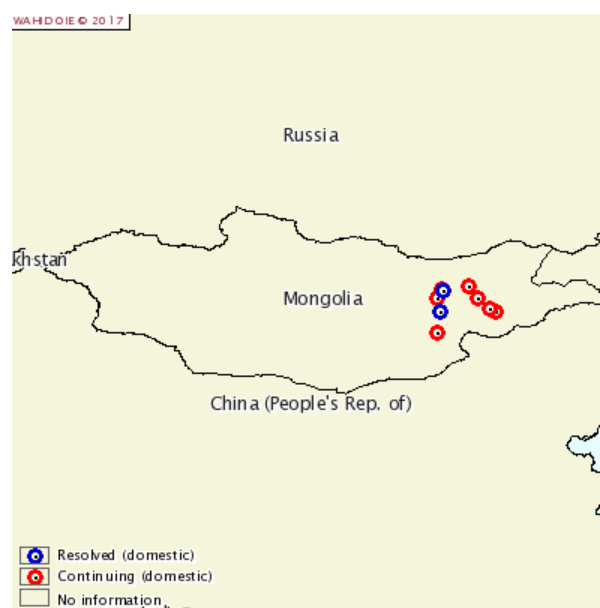 WAHID OIE © 2017
Russia
khstan
Mongolia
China (People's Rep. of)
Resolved (domestic)
Continuing (domestic)
No information